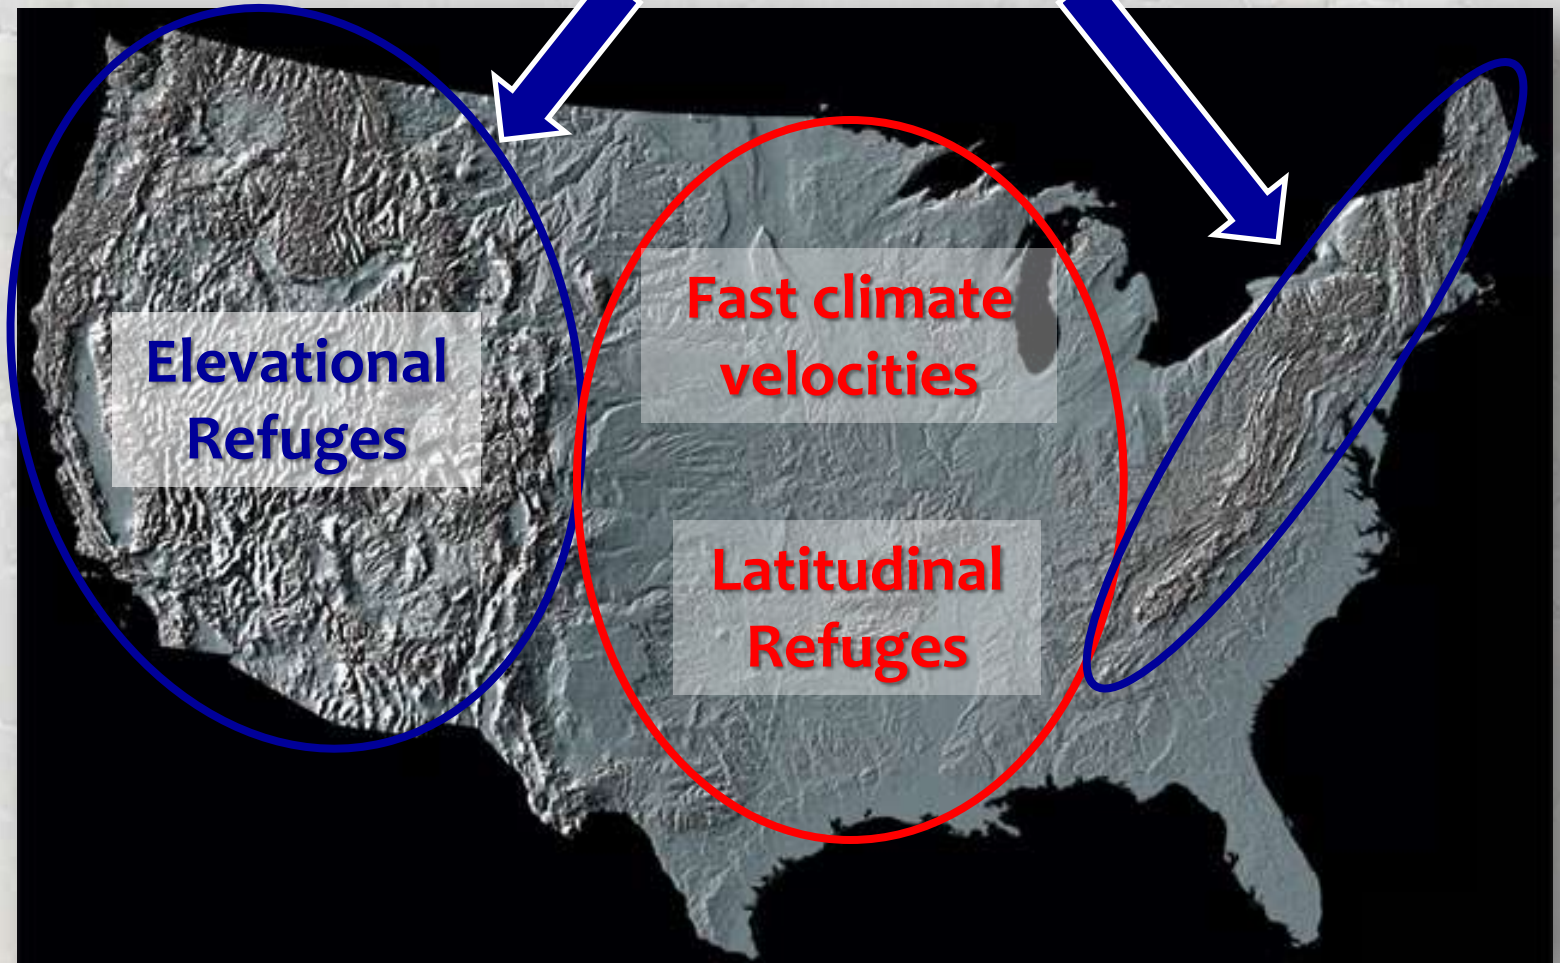 Elevational
Refuges
Fast climate
velocities
Latitudinal
Refuges